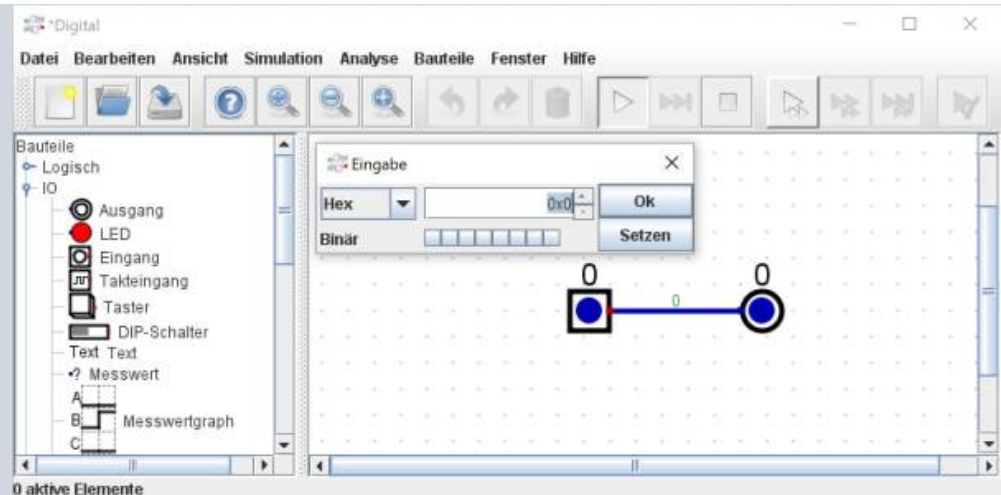 *Digital
Datei Bearbeiten Ansicht Simulation Analyse Bauteile Fenster Hilfe
Bauteile
Logisch
IO
Ausgang
LED
Eingang
Takteingang
Taster
DIP-Schalter
Text Text
? Messwert
A
B Messwertgraph
C
Eingabe
Hex 0x0 Ok
Binär Setzen
0 0
0
0 aktive Elemente